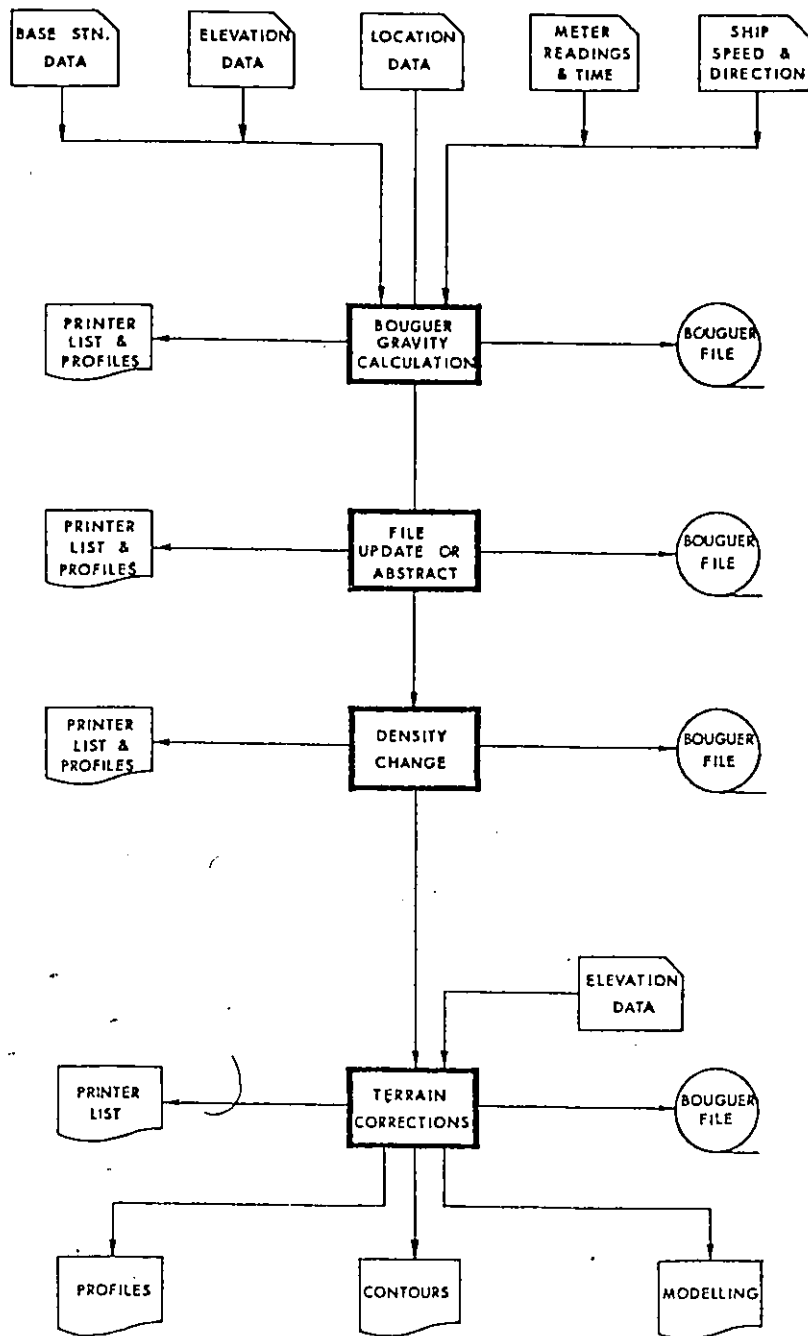 BASE STN.
DATA
ELEVATION
DATA
LOCATION
DATA
METER
READINGS
& TIME
SHIP
SPEED &
DIRECTION
PRINTER
LIST &
PROFILES
BOUGUER
GRAVITY
CALCULATION
BOUGUER
FILE
PRINTER
LIST &
PROFILES
FILE
UPDATE OR
ABSTRACT
BOUGUER
FILE
PRINTER
LIST &
PROFILES
DENSITY
CHANGE
BOUGUER
FILE
ELEVATION
DATA
PRINTER
LIST
TERRAIN
CORRECTIONS
BOUGUER
FILE
PROFILES
CONTOURS
MODELLING